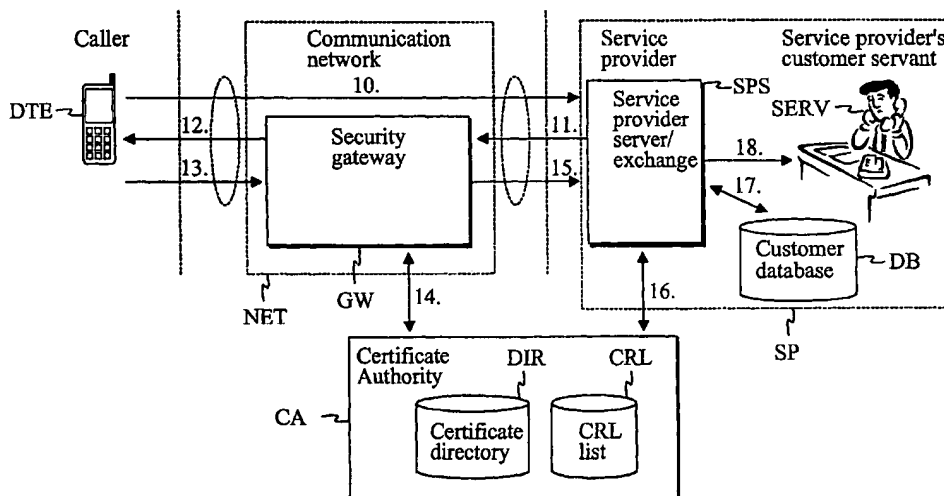 Caller
Communication
network
Service
provider
Service provider's
customer servant
DTE
10.
SPS
SERV
12.
Security
gateway
11.
Service
provider
server/
exchange
13.
15.
18.
17.
Customer
database
DB
NET
GW
14.
16.
SP
Certificate
Authority
DIR
CRL
CA
Certificate
directory
CRL
list